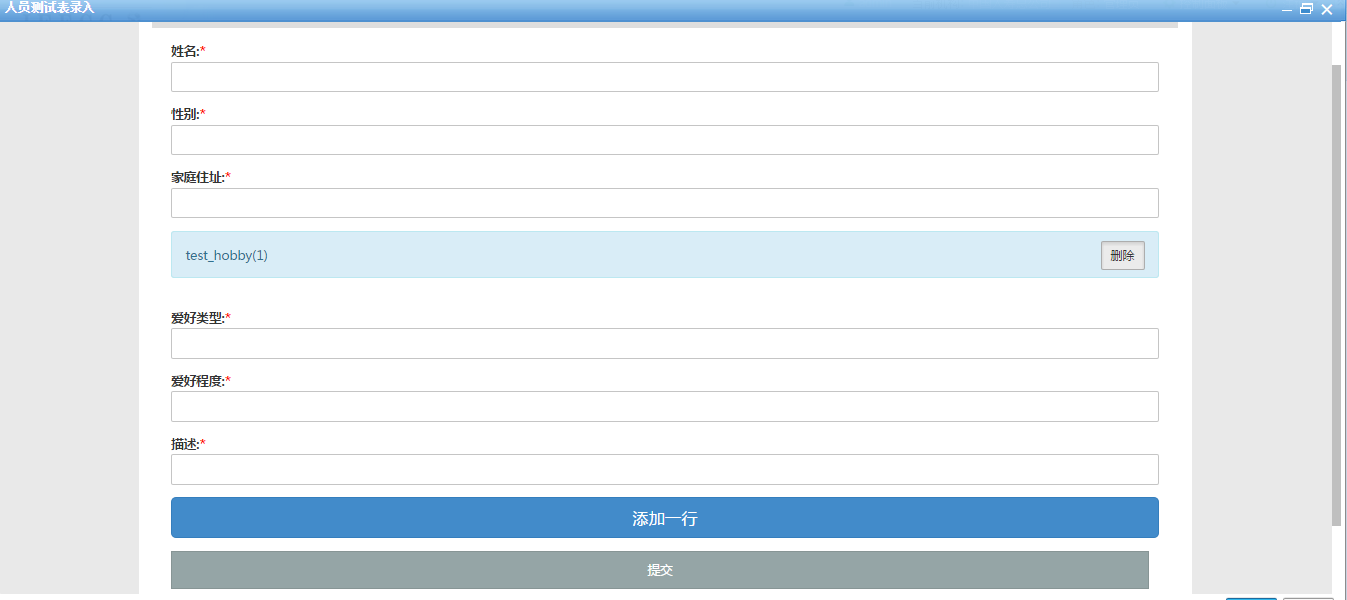 人员测试表录入
姓名:*
性别:*
家庭住址:*
test_hobby(1)
删除
爱好类型:*
爱好程度:*
描述:*
添加一行
提交